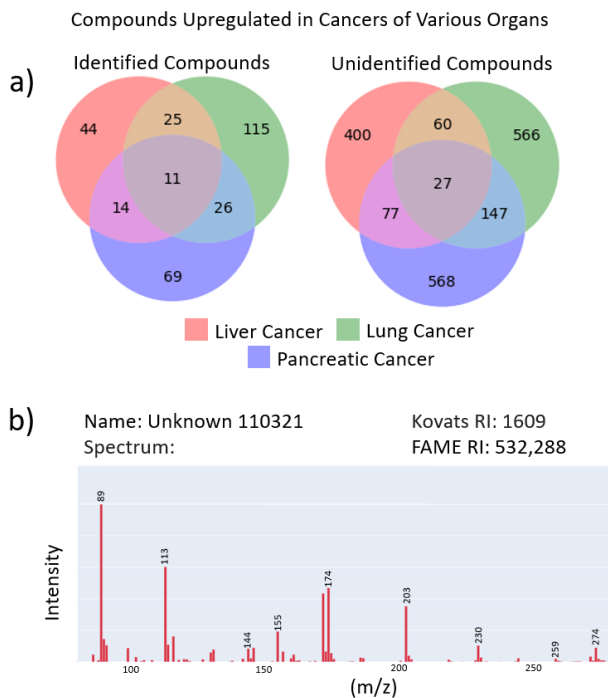 Compounds Upregulated in Cancers of Various Organs
a)
Identified Compounds
Unidentified Compounds
44
25
115
11
14
26
69
400
60
566
27
77
147
568
Liver Cancer
Lung Cancer
Pancreatic Cancer
b)
Name: Unknown 110321
Kovats RI: 1609
Spectrum:
FAME RI: 532,288
Intensity
89
113
144
155
174
203
230
259
274
100
150
200
250
(m/z)